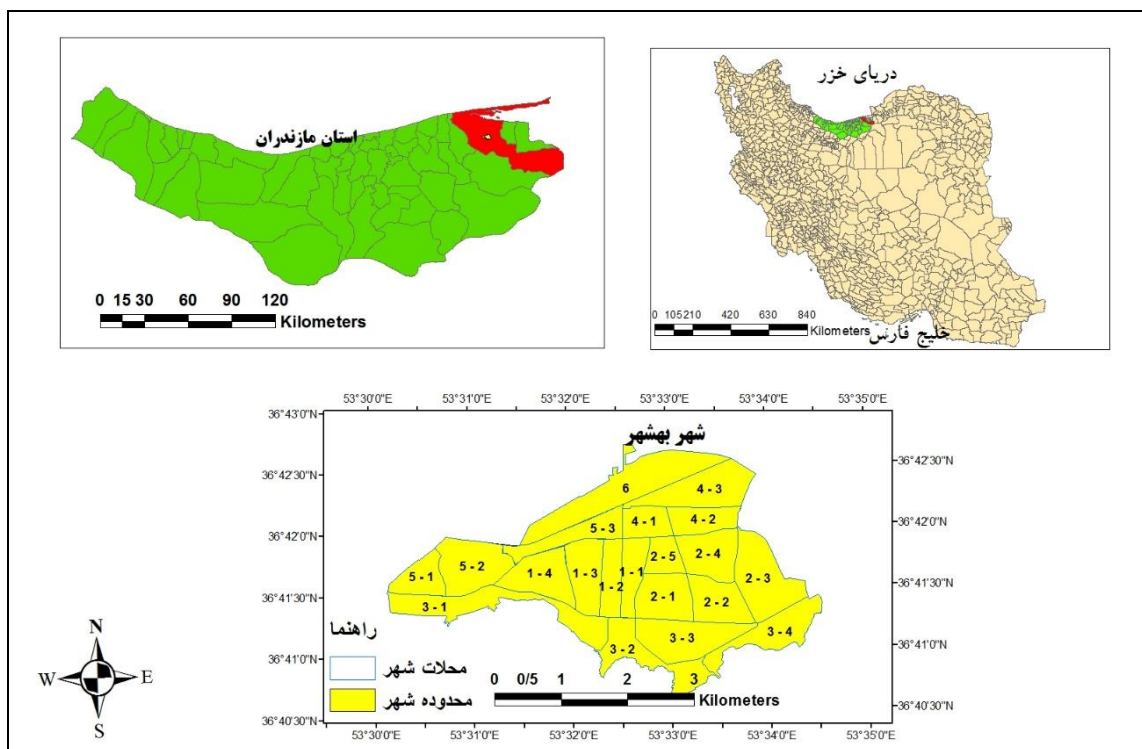 استان مازندران
0 15 30 60 90 120
Kilometers
دریای خزر
0 105 210 420 630 840
Kilometers
خلیج فارس
53°30'0"E 53°31'0"E 53°32'0"E 53°33'0"E 53°34'0"E 53°35'0"E
36°43'0"N
36°42'30"N
36°42'0"N
36°41'30"N
36°41'0"N
36°40'30"N
شهر بهشهر
6
4 - 3
5 - 3
4 - 1
4 - 2
5 - 1
5 - 2
1 - 4
1 - 3
1 - 2
1 - 1
2 - 5
2 - 4
2 - 3
3 - 1
2 - 1
2 - 2
3 - 2
3 - 3
3 - 4
3
36°42'30"N
36°42'0"N
36°41'30"N
36°41'0"N
36°40'30"N
راهنما
محلات شهر
محدوده شهر
0 0/5 1 2
Kilometers
53°30'0"E 53°31'0"E 53°32'0"E 53°33'0"E 53°34'0"E 53°35'0"E
N
W E
S